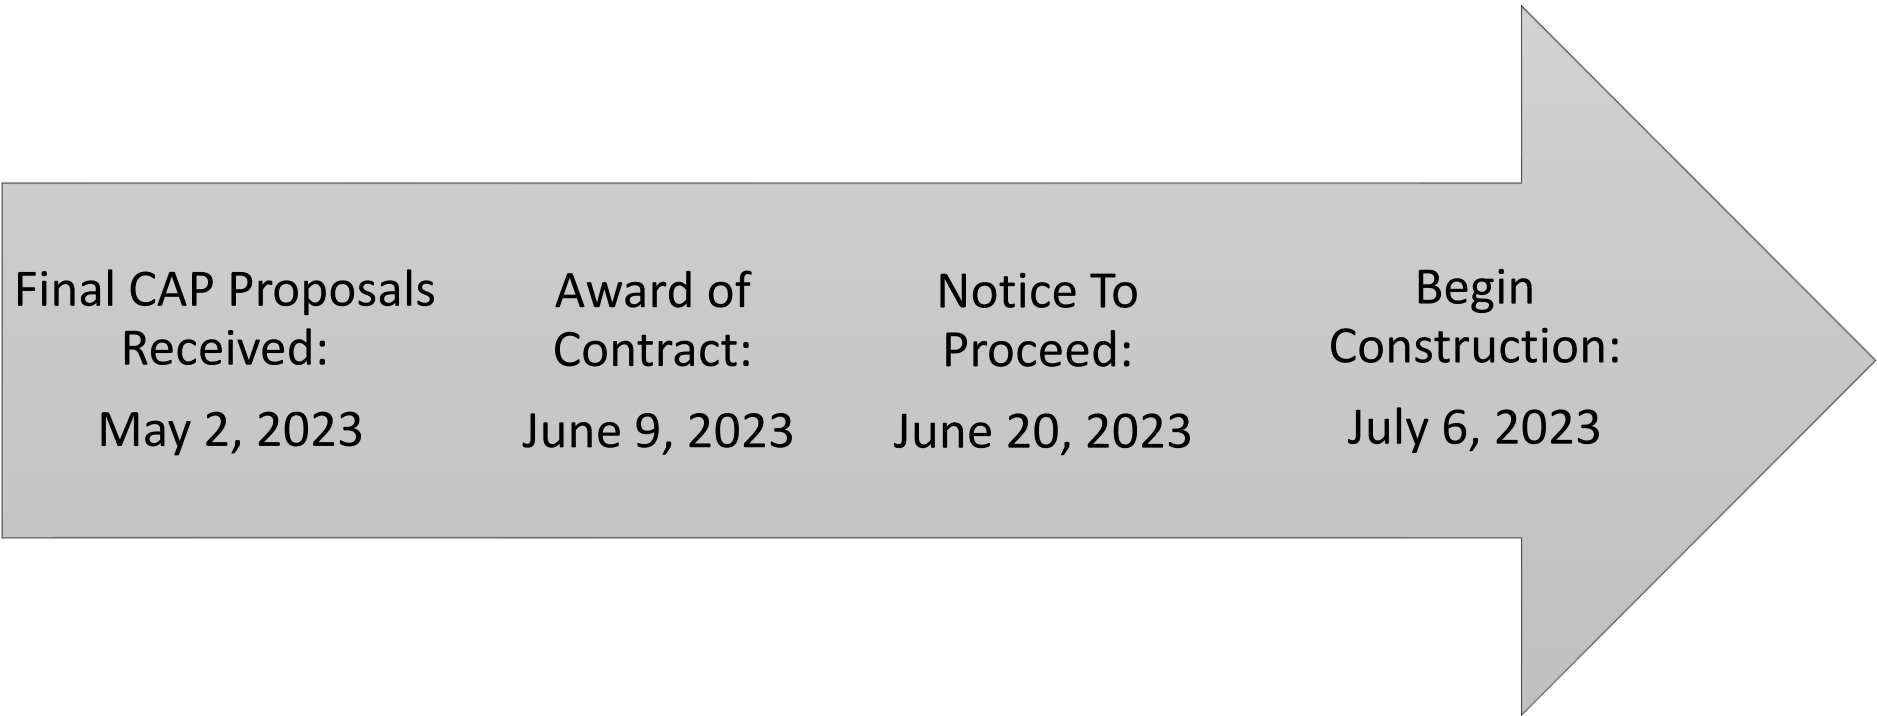 Final CAP Proposals
Received:
May 2, 2023
Award of
Contract:
June 9, 2023
Notice To
Proceed:
June 20, 2023
Begin
Construction:
July 6, 2023